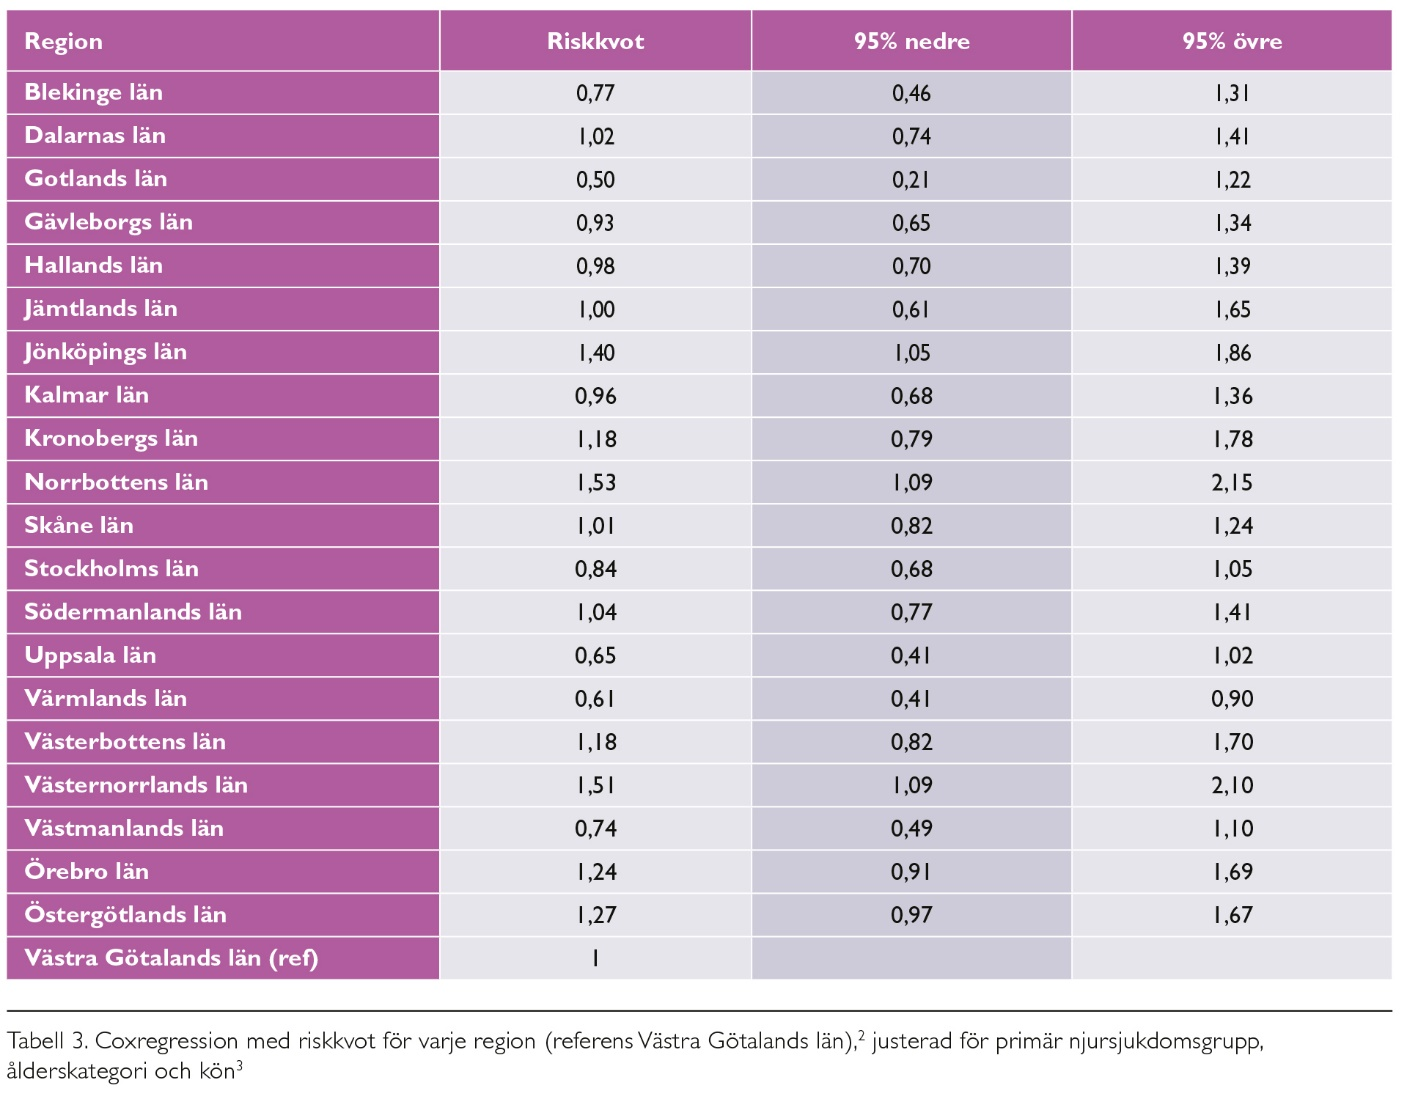 Region Riskkvot 95% nedre 95% övre
Blekinge län 0,77 0,46 1,31
Dalarnas län 1,02 0,74 1,41
Gotlands län 0,50 0,21 1,22
Gävleborgs län 0,93 0,65 1,34
Hallands län 0,98 0,70 1,39
Jämtlands län 1,00 0,61 1,65
Jönköpings län 1,40 1,05 1,86
Kalmar län 0,96 0,68 1,36
Kronobergs län 1,18 0,79 1,78
Norrbottens län 1,53 1,09 2,15
Skåne län 1,01 0,82 1,24
Stockholms län 0,84 0,68 1,05
Södermanlands län 1,04 0,77 1,41
Uppsala län 0,65 0,41 1,02
Värmlands län 0,61 0,41 0,90
Västerbottens län 1,18 0,82 1,70
Västernorrlands län 1,51 1,09 2,10
Västmanlands län 0,74 0,49 1,10
Örebro län 1,24 0,91 1,69
Östergötlands län 1,27 0,97 1,67
Västra Götalands län (ref) 1
Tabell 3. Coxregression med riskkvot för varje region (referens Västra Götalands län),² justerad för primär njursjukdomsgrupp,
ålderskategori och kön³